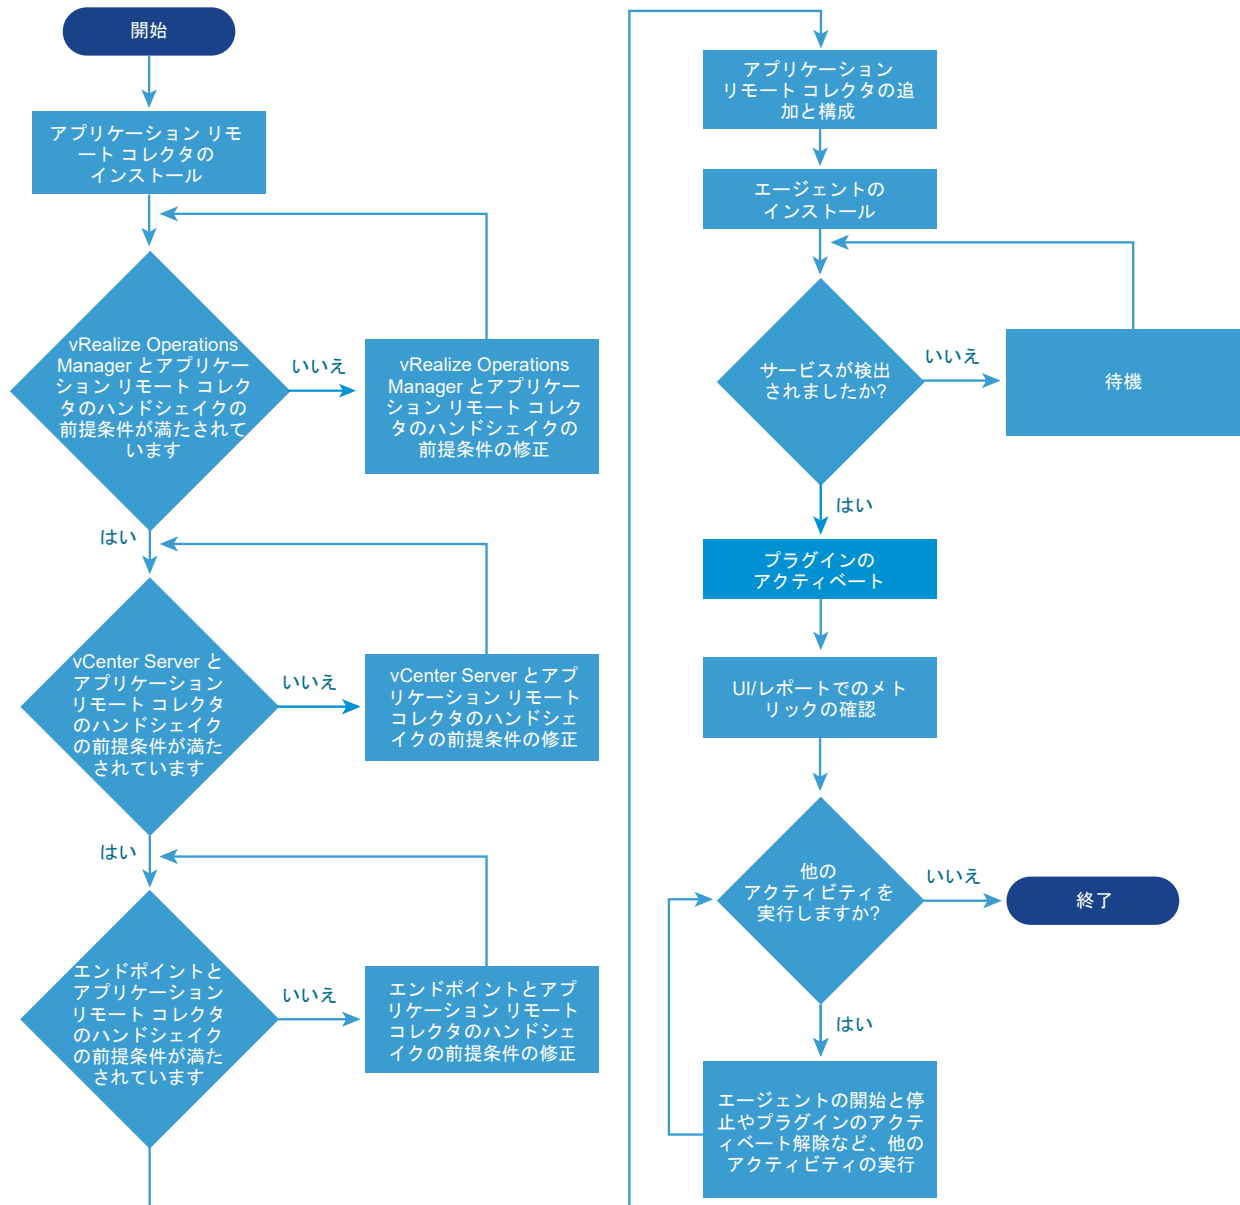 開始
アプリケーション リモ
ート コレクタの
インストール
vRealize Operations
Manager とアプリケー
ション リモート コレク
タのハンドシェイクの
前提条件が満たされて
います
いいえ
vRealize Operations
Manager とアプリケー
ション リモート コレク
タのハンドシェイクの
前提条件の修正
はい
vCenter Server と
アプリケーション
リモート コレクタ
のハンドシェイク
の前提条件が満た
されています
いいえ
vCenter Server とアプ
リケーション リモート
コレクタのハンドシェ
イクの前提条件の修正
はい
エンドポイントと
アプリケーション
リモート コレクタ
のハンドシェイク
の前提条件が満た
されています
いいえ
エンドポイントとアプ
リケーション リモート
コレクタのハンドシェ
イクの前提条件の修正
アプリケーション
リモート コレクタの追
加と構成
エージェントの
インストール
サービスが検出
されましたか?
いいえ
待機
はい
プラグインの
アクティベート
UI/レポートでのメト
リックの確認
他の
アクティビティを
実行しますか?
いいえ
終了
はい
エージェントの開始と停
止やプラグインのアクテ
ィベート解除など、他の
アクティビティの実行